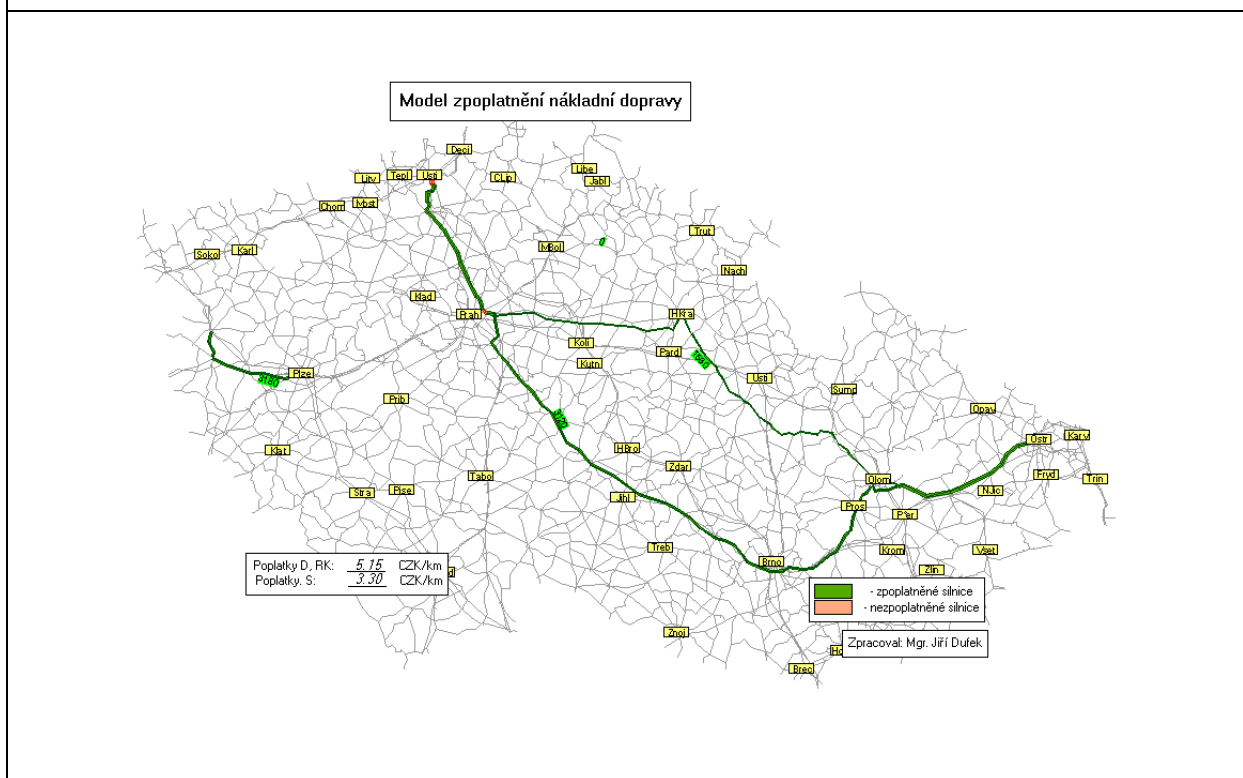 Model zpoplatnění nákladní dopravy
Deci
Libe
Litv Tepl Usti CLip Jabl
Chom Most
Trut
Soko Karl MBol
Nach
Klad
Prah HKra
Koli Pard
Kutn
Plze 3180 Usti Sump
Prib Opav
Ostr Karv
Klat HBro
Zdar
Tabo Olom Fryd Trin
Stra Pise Jihl NJic
Pros
Treb Krom Vset
Brno Zlin
Poplatky D, RK: 5.15 CZK/km
Poplatky. S: 3.30 CZK/km
- zpoplatněné silnice
- nezpoplatněné silnice
Znoj
Zpracoval: Mgr. Jiří Dufek
Brec